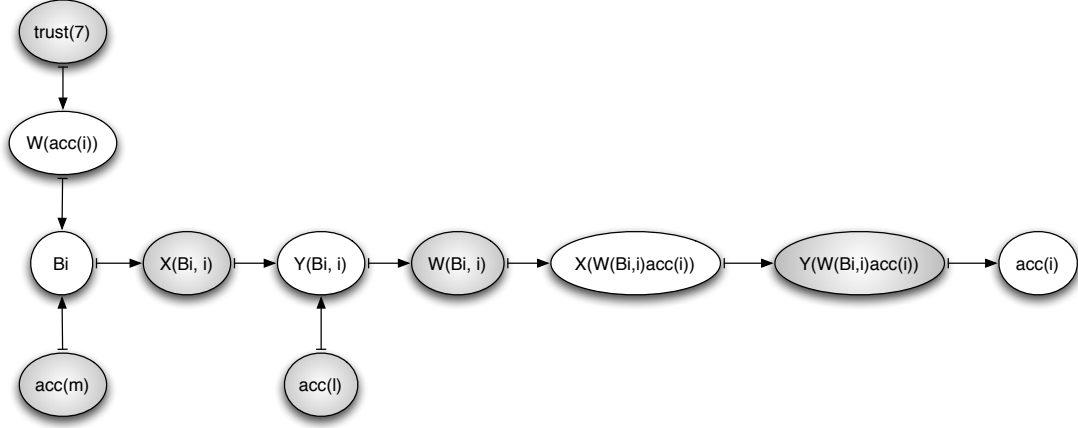 trust(7)
W(acc(i))
Bi
X(Bi, i)
Y(Bi, i)
W(Bi, i)
X(W(Bi,i)acc(i))
Y(W(Bi,i)acc(i))
acc(i)
acc(m)
acc(l)